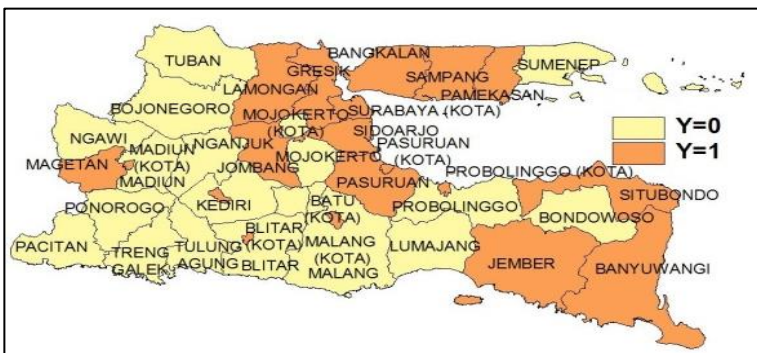 TUBAN
BANGKALAN
GRESIK
SUMENEP
LAMONGAN
SAMPANG
PAMEKASAN
BOJONEGORO
MOJOKERTO
(KOTA)
SURABAYA (KOTA)
NGAWI
MADIUN
(KOTA)
MADIUN
NGANJUK
SIDOARJO
PASURUAN
(KOTA)
MAGETAN
JOMBANG
MOJOKERTO
PROBOLINGGO (KOTA)
PASURUAN
SITUBONDO
PONOROGO
KEDIRI
BATU
(KOTA)
PROBOLINGGO
BONDOWOSO
PACITAN
TRENG
GALEK
TULUNG
AGUNG
BLITAR
(KOTA)
BLITAR
MALANG
(KOTA)
MALANG
LUMAJANG
JEMBER
BANYUWANGI
Y=0
Y=1